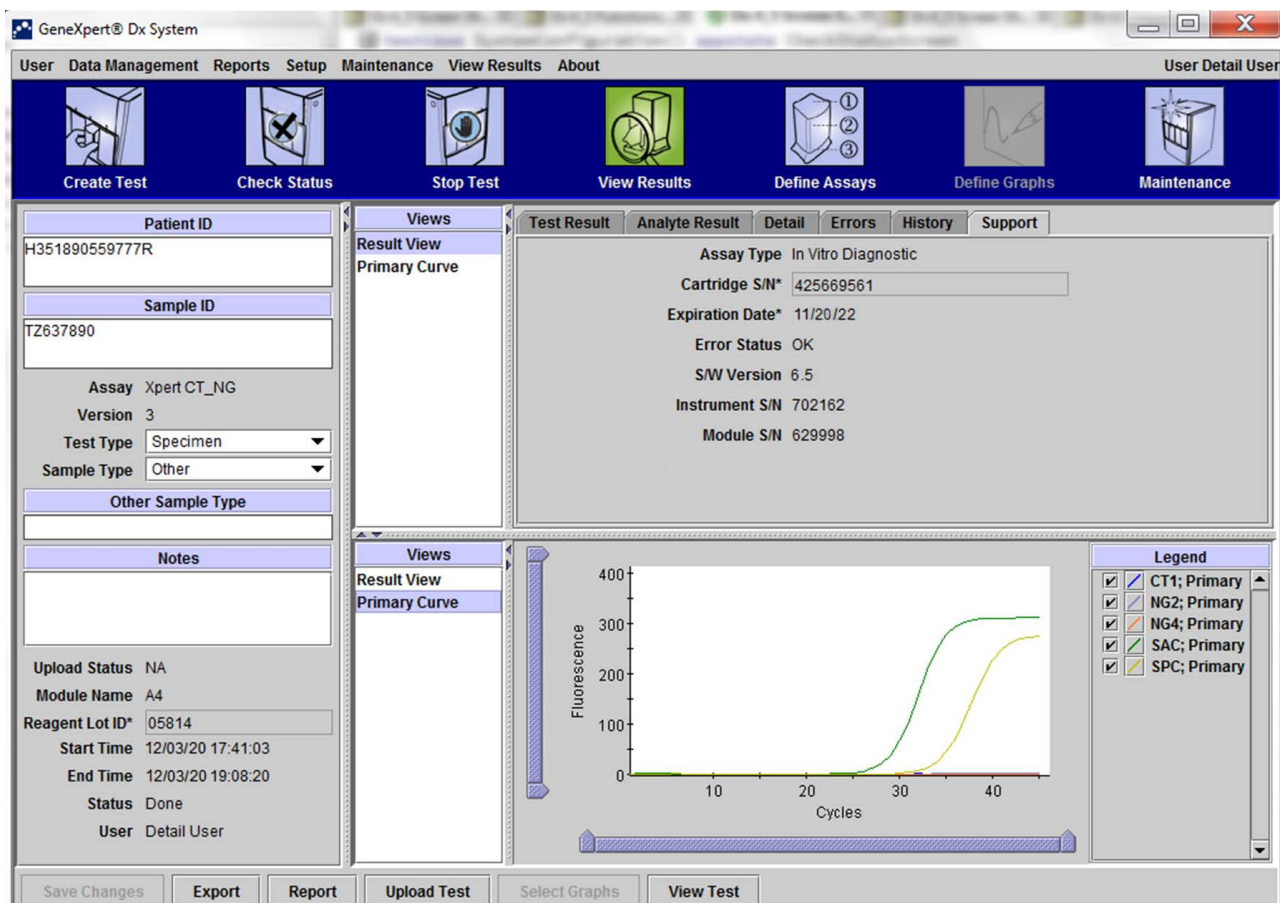 GeneXpert® Dx System
User Data Management Reports Setup Maintenance View Results About User Detail User
Create Test Check Status Stop Test View Results Define Assays Define Graphs Maintenance
Patient ID
H351890559777R
Sample ID
TZ637890
Assay Xpert CT_NG
Version 3
Test Type Specimen
Sample Type Other
Other Sample Type
Notes
Upload Status NA
Module Name A4
Reagent Lot ID* 05814
Start Time 12/03/20 17:41:03
End Time 12/03/20 19:08:20
Status Done
User Detail User
Views
Result View
Primary Curve
Test Result Analyte Result Detail Errors History Support
Assay Type In Vitro Diagnostic
Cartridge S/N* 425669561
Expiration Date* 11/20/22
Error Status OK
S/W Version 6.5
Instrument S/N 702162
Module S/N 629998
Views
Result View
Primary Curve
400
300
200
100
0
Fluorescence
10 20 30 40
Cycles
Legend
CT1; Primary
NG2; Primary
NG4; Primary
SAC; Primary
SPC; Primary
Save Changes Export Report Upload Test Select Graphs View Test